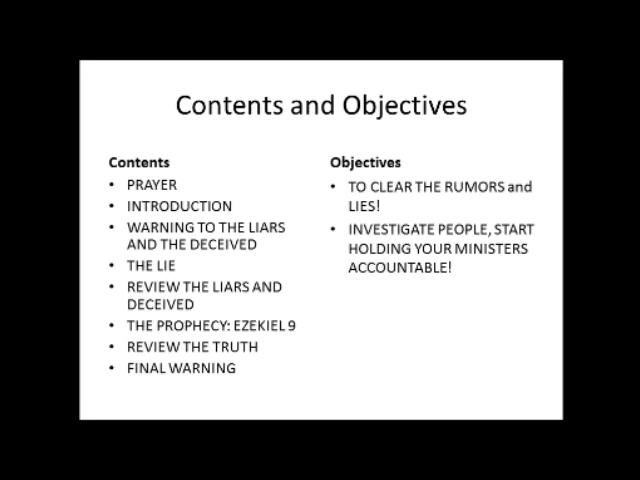 Contents and Objectives
Contents
• PRAYER
• INTRODUCTION
• WARNING TO THE LIARS
AND THE DECEIVED
• THE LIE
• REVIEW THE LIARS AND
DECEIVED
• THE PROPHECY: EZEKIEL 9
• REVIEW THE TRUTH
• FINAL WARNING
Objectives
• TO CLEAR THE RUMORS and
LIES!
• INVESTIGATE PEOPLE, START
HOLDING YOUR MINISTERS
ACCOUNTABLE!